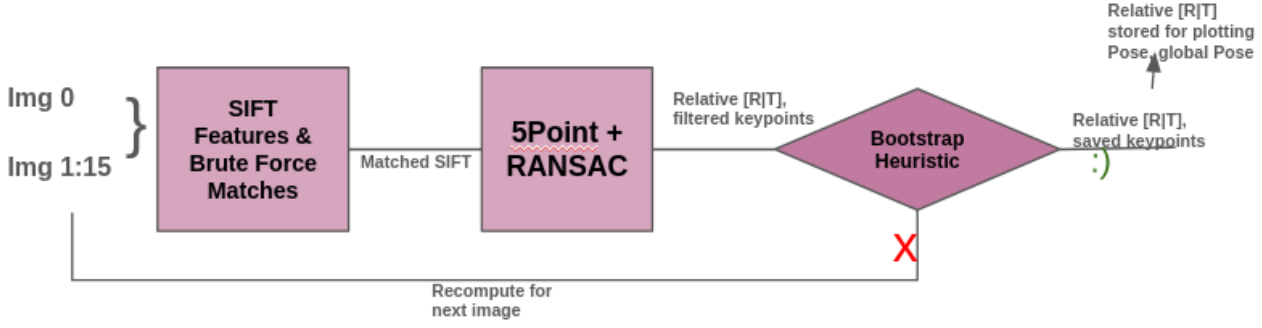 Img 0
}
Img 1:15
SIFT
Features &
Brute Force
Matches
Matched SIFT
5Point +
RANSAC
Relative [R|T],
filtered keypoints
Bootstrap
Heuristic
Relative [R|T]
stored for plotting
Pose, global Pose
Relative [R|T],
saved keypoints
:)
X
Recompute for
next image